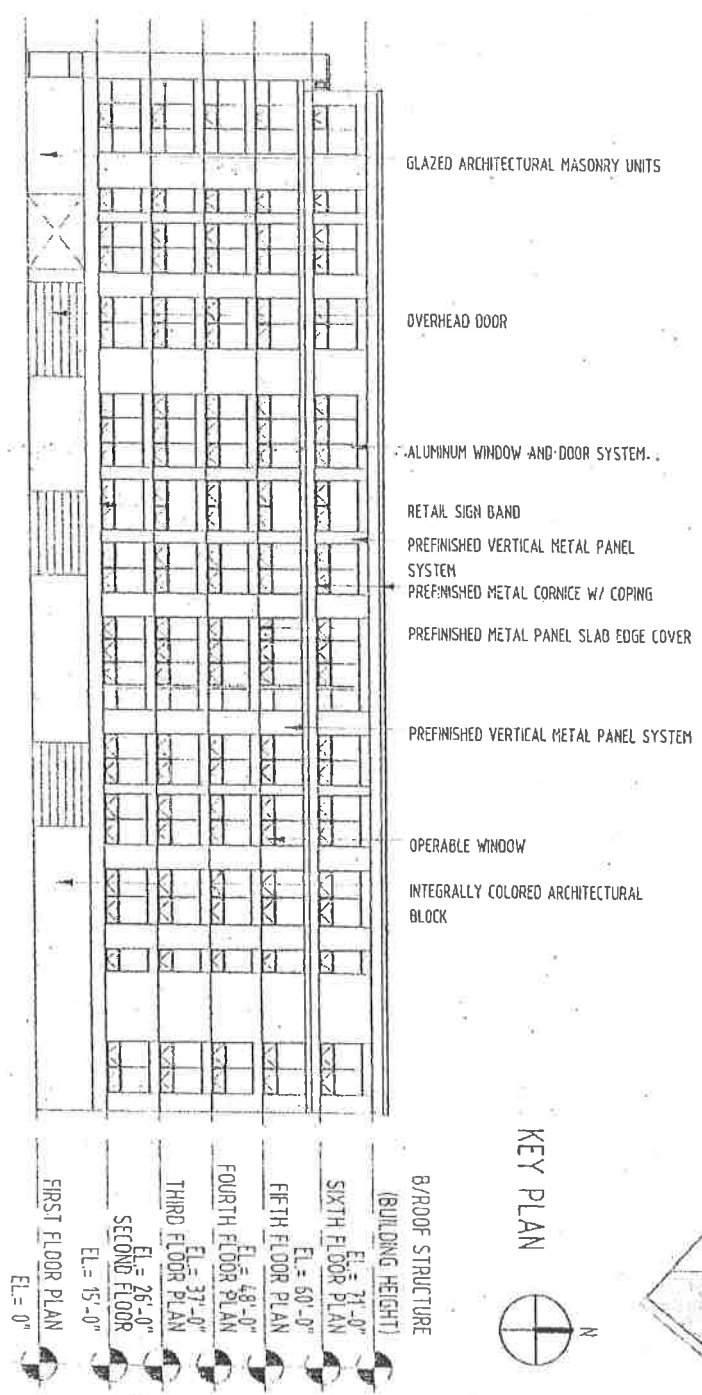 GLAZED ARCHITECTURAL MASONRY UNITS
OVERHEAD DOOR
ALUMINUM WINDOW AND DOOR SYSTEM
RETAIL SIGN BAND
PREFINISHED VERTICAL METAL PANEL
SYSTEM
PREFINISHED METAL CORNICE W/ COPING
PREFINISHED METAL PANEL SLAB EDGE COVER
PREFINISHED VERTICAL METAL PANEL SYSTEM
OPERABLE WINDOW
INTEGRALLY COLORED ARCHITECTURAL
BLOCK
KEY PLAN
N
B/ROOF STRUCTURE
(BUILDING HEIGHT)
EL.= 71'-0"
SIXTH FLOOR PLAN
EL.= 60'-0"
FIFTH FLOOR PLAN
EL.= 48'-0"
FOURTH FLOOR PLAN
EL.= 37'-0"
THIRD FLOOR PLAN
EL.= 26'-0"
SECOND FLOOR
EL.= 15'-0"
FIRST FLOOR PLAN
EL.= 0"